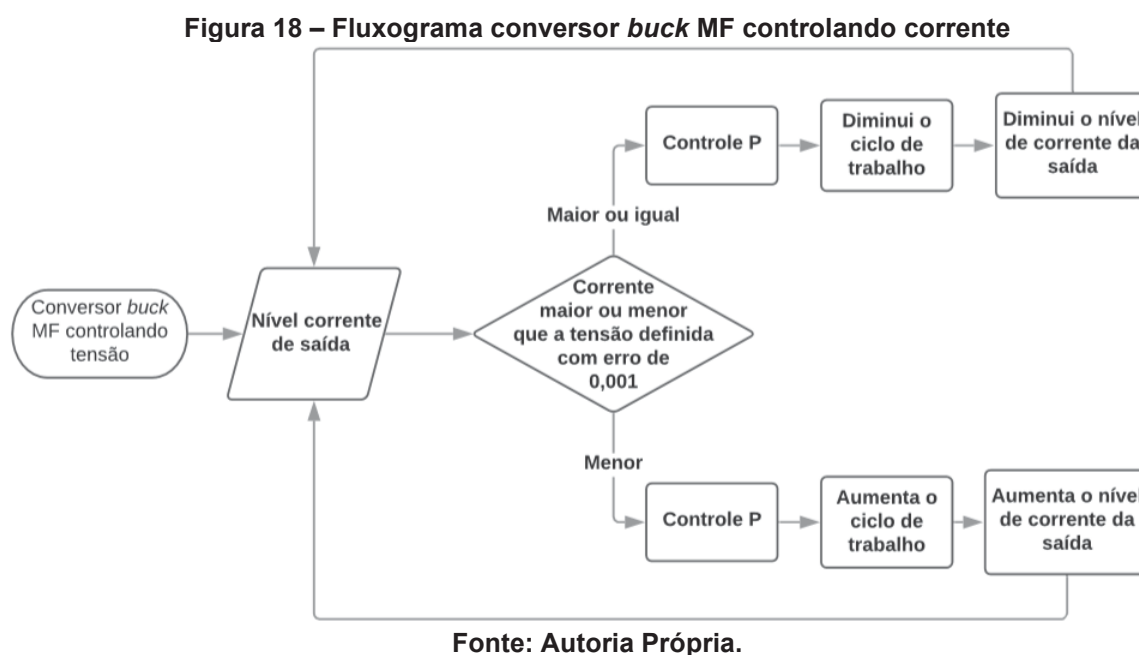 Figura 18 – Fluxograma conversor buck MF controlando corrente
Controle P
Diminui o
ciclo de
trabalho
Diminui o nível
de corrente da
saída
Maior ou igual
Conversor buck
MF controlando
tensão
Nível corrente
de saída
Corrente
maior ou menor
que a tensão definida
com erro de
0,001
Menor
Controle P
Aumenta o
ciclo de
trabalho
Aumenta o nível
de corrente da
saída
Fonte: Autoria Própria.